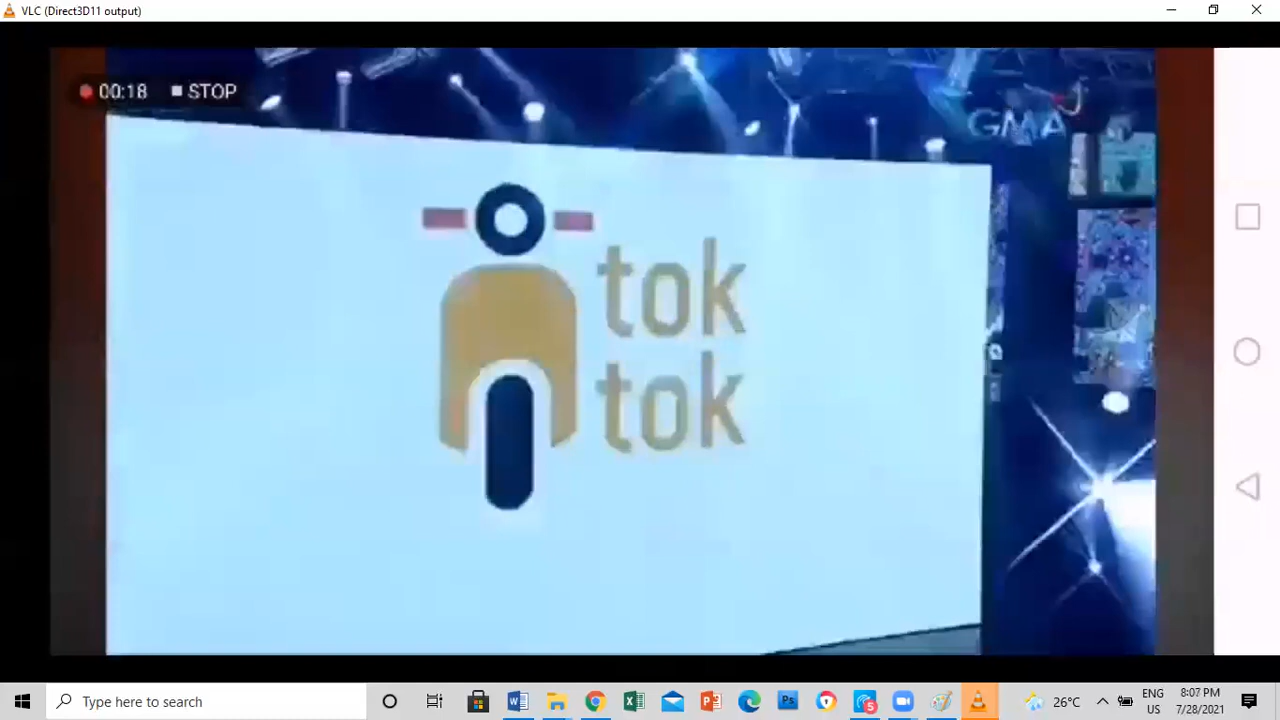 VLC (Direct3D11 output)
00:18 STOP
GMA
tok
tok
Type here to search
26°C
ENG
US
8:07 PM
7/28/2021